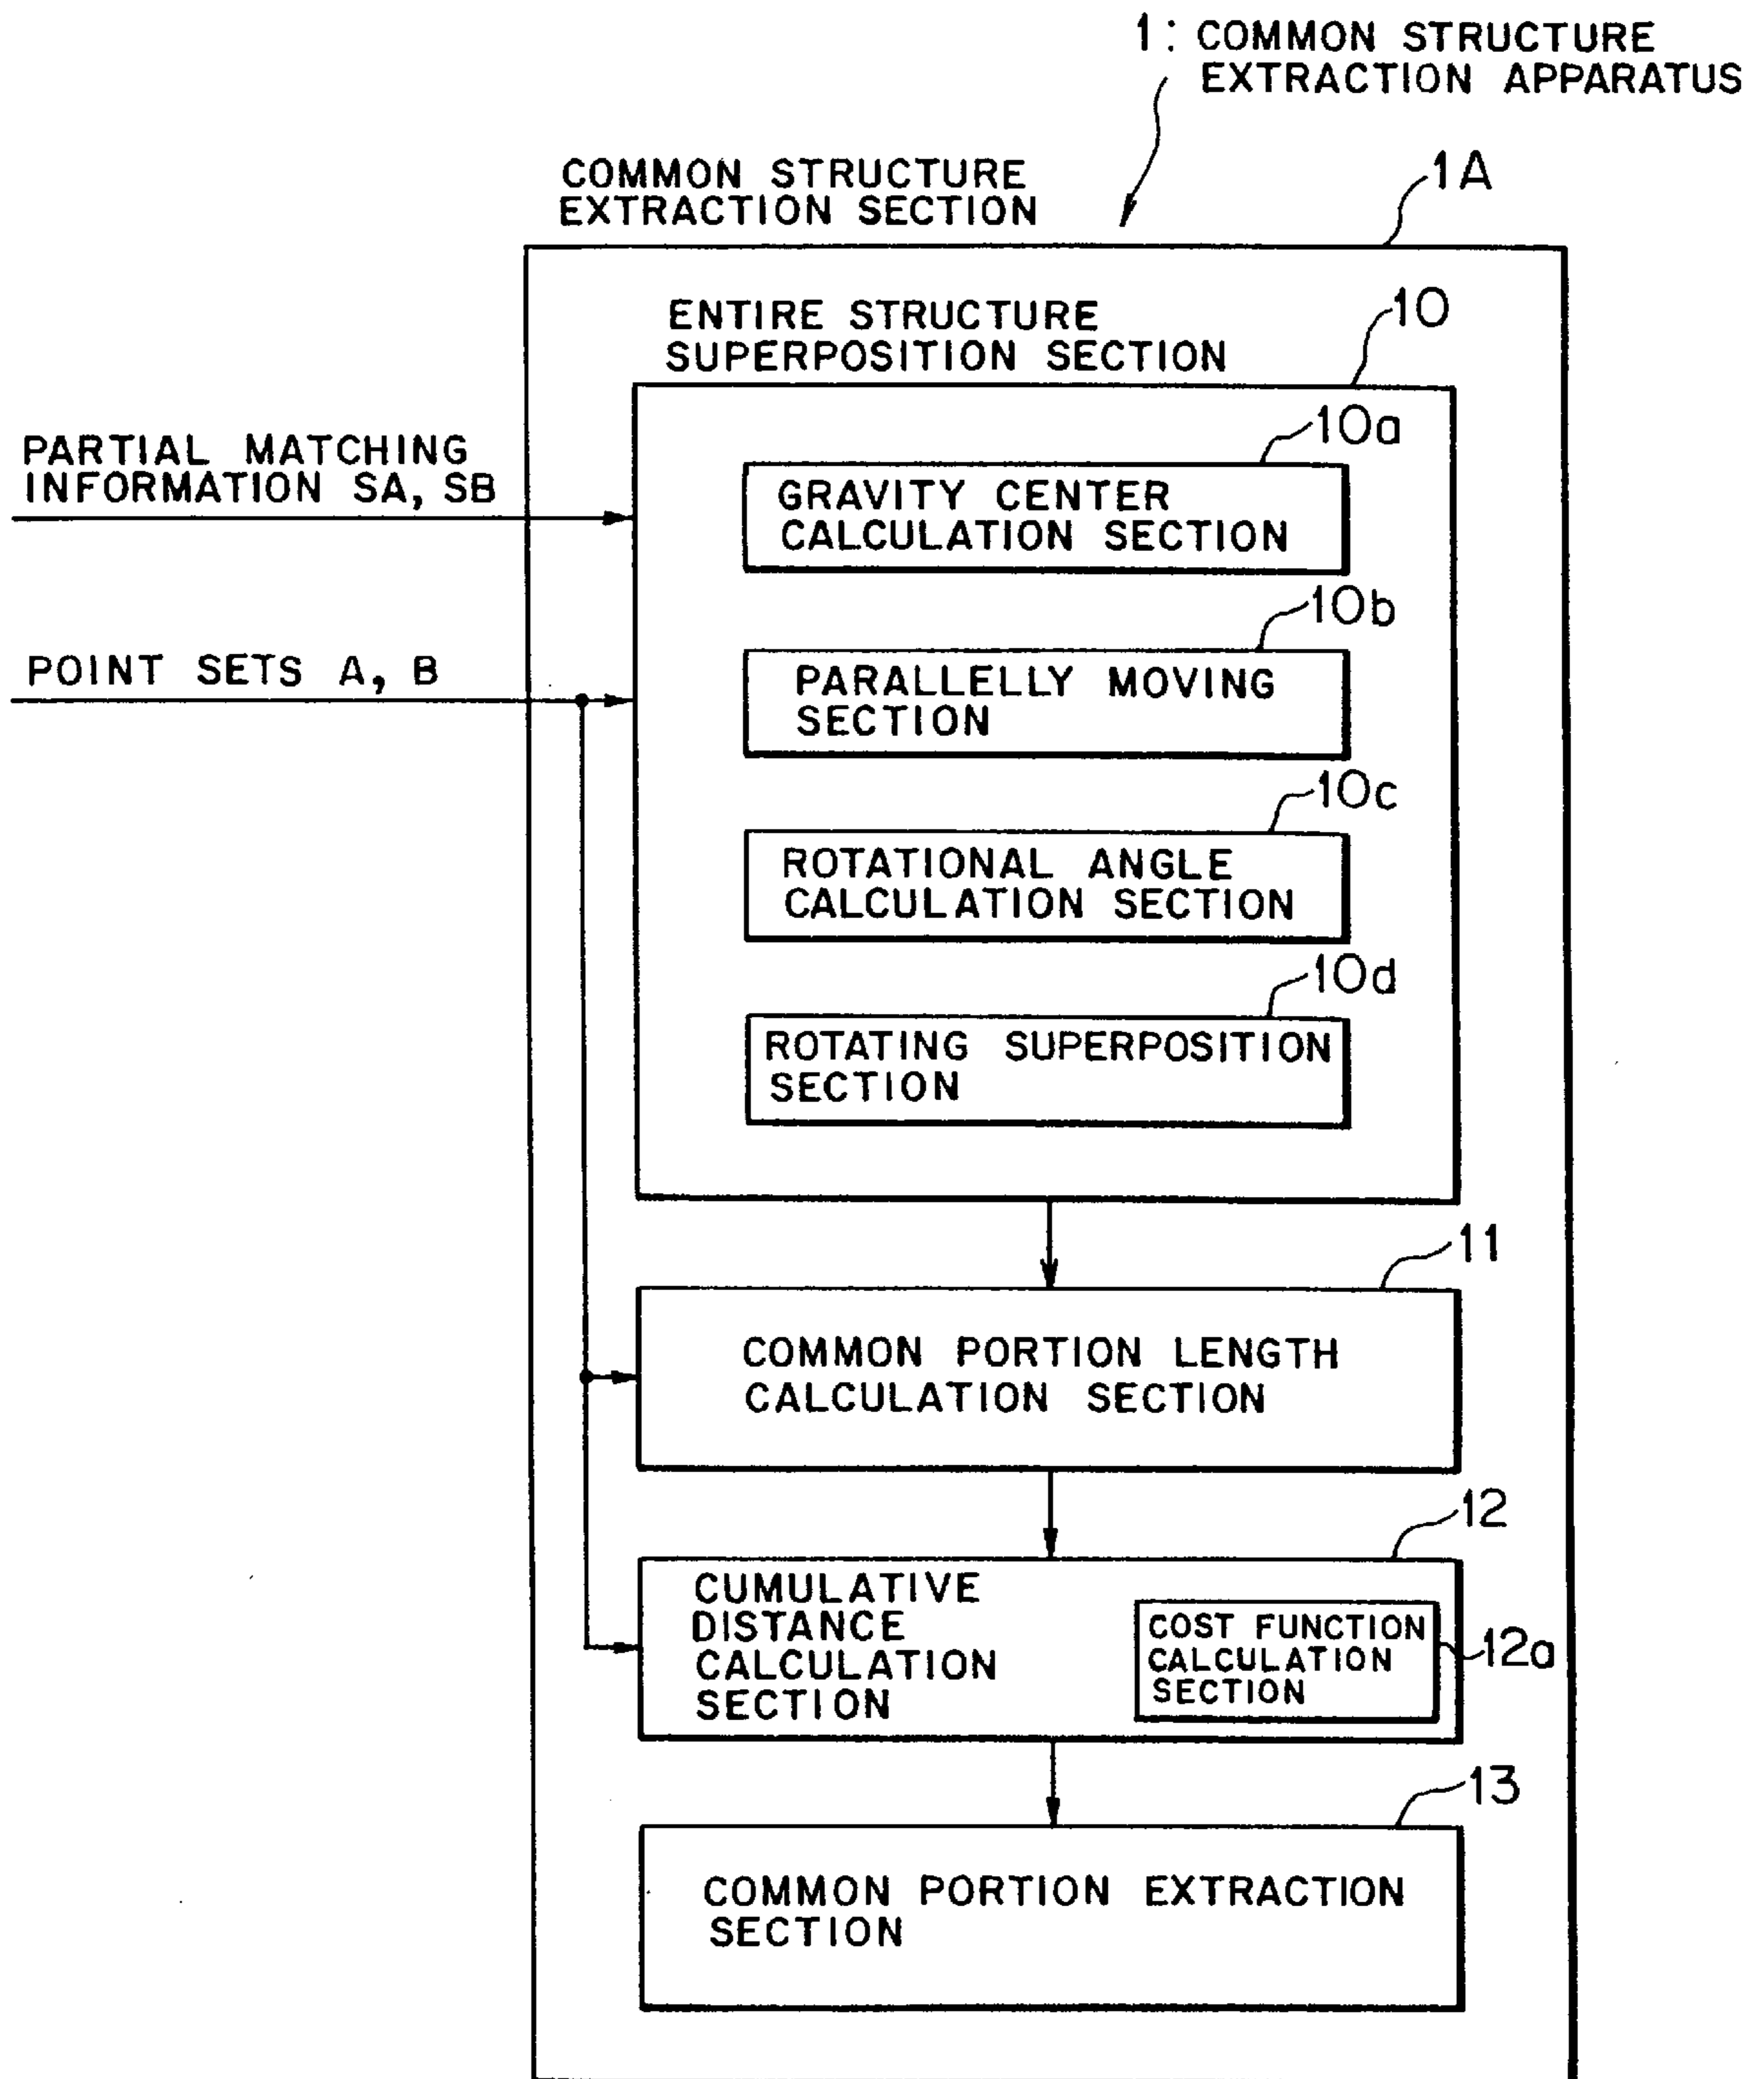 1: COMMON STRUCTURE
EXTRACTION APPARATUS
COMMON STRUCTURE
EXTRACTION SECTION
1A
ENTIRE STRUCTURE
SUPERPOSITION SECTION
10
PARTIAL MATCHING
INFORMATION SA, SB
10a
GRAVITY CENTER
CALCULATION SECTION
10b
POINT SETS A, B
PARALLELLY MOVING
SECTION
10c
ROTATIONAL ANGLE
CALCULATION SECTION
10d
ROTATING SUPERPOSITION
SECTION
11
COMMON PORTION LENGTH
CALCULATION SECTION
12
CUMULATIVE
DISTANCE
CALCULATION
SECTION
COST FUNCTION
CALCULATION
SECTION
12a
13
COMMON PORTION EXTRACTION
SECTION